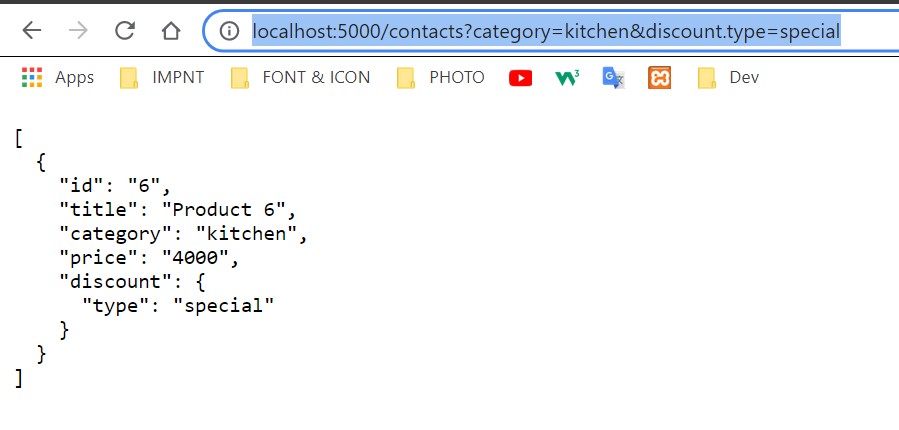 localhost:5000/contacts?category=kitchen&discount.type=special
Apps IMPNT FONT & ICON PHOTO Dev
[
  {
    "id": "6",
    "title": "Product 6",
    "category": "kitchen",
    "price": "4000",
    "discount": {
      "type": "special"
    }
  }
]